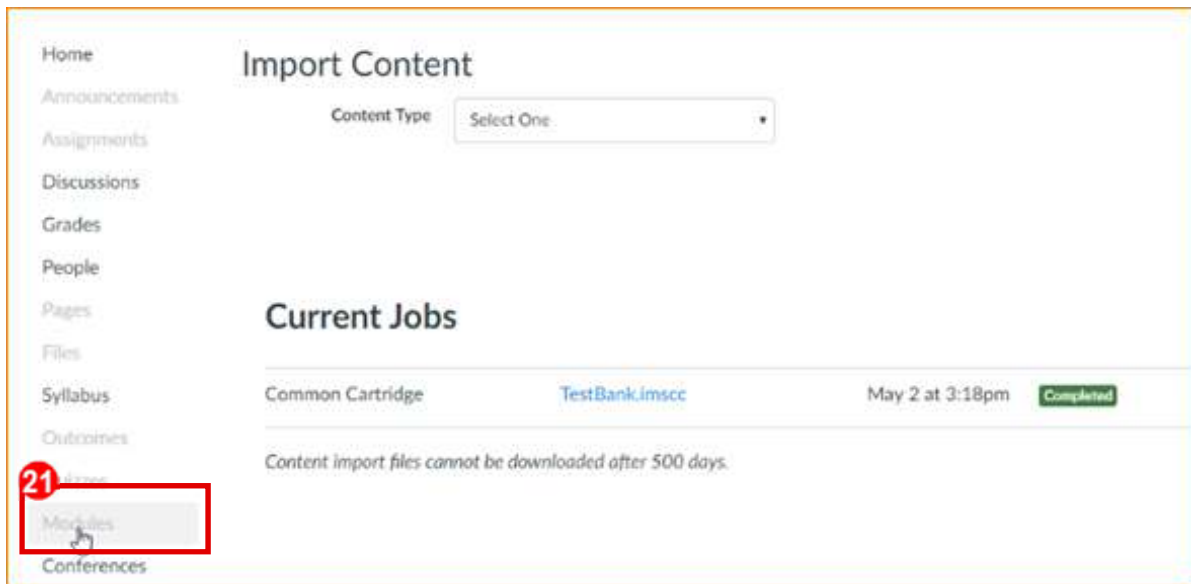 Home
Import Content
Announcements
Content Type
Select One
Assignments
Discussions
Grades
People
Pages
Current Jobs
Files
Syllabus
Common Cartridge
TestBank.imscc
May 2 at 3:18pm
Completed
Outcomes
Content import files cannot be downloaded after 500 days.
21
Quizzes
Modules
Conferences